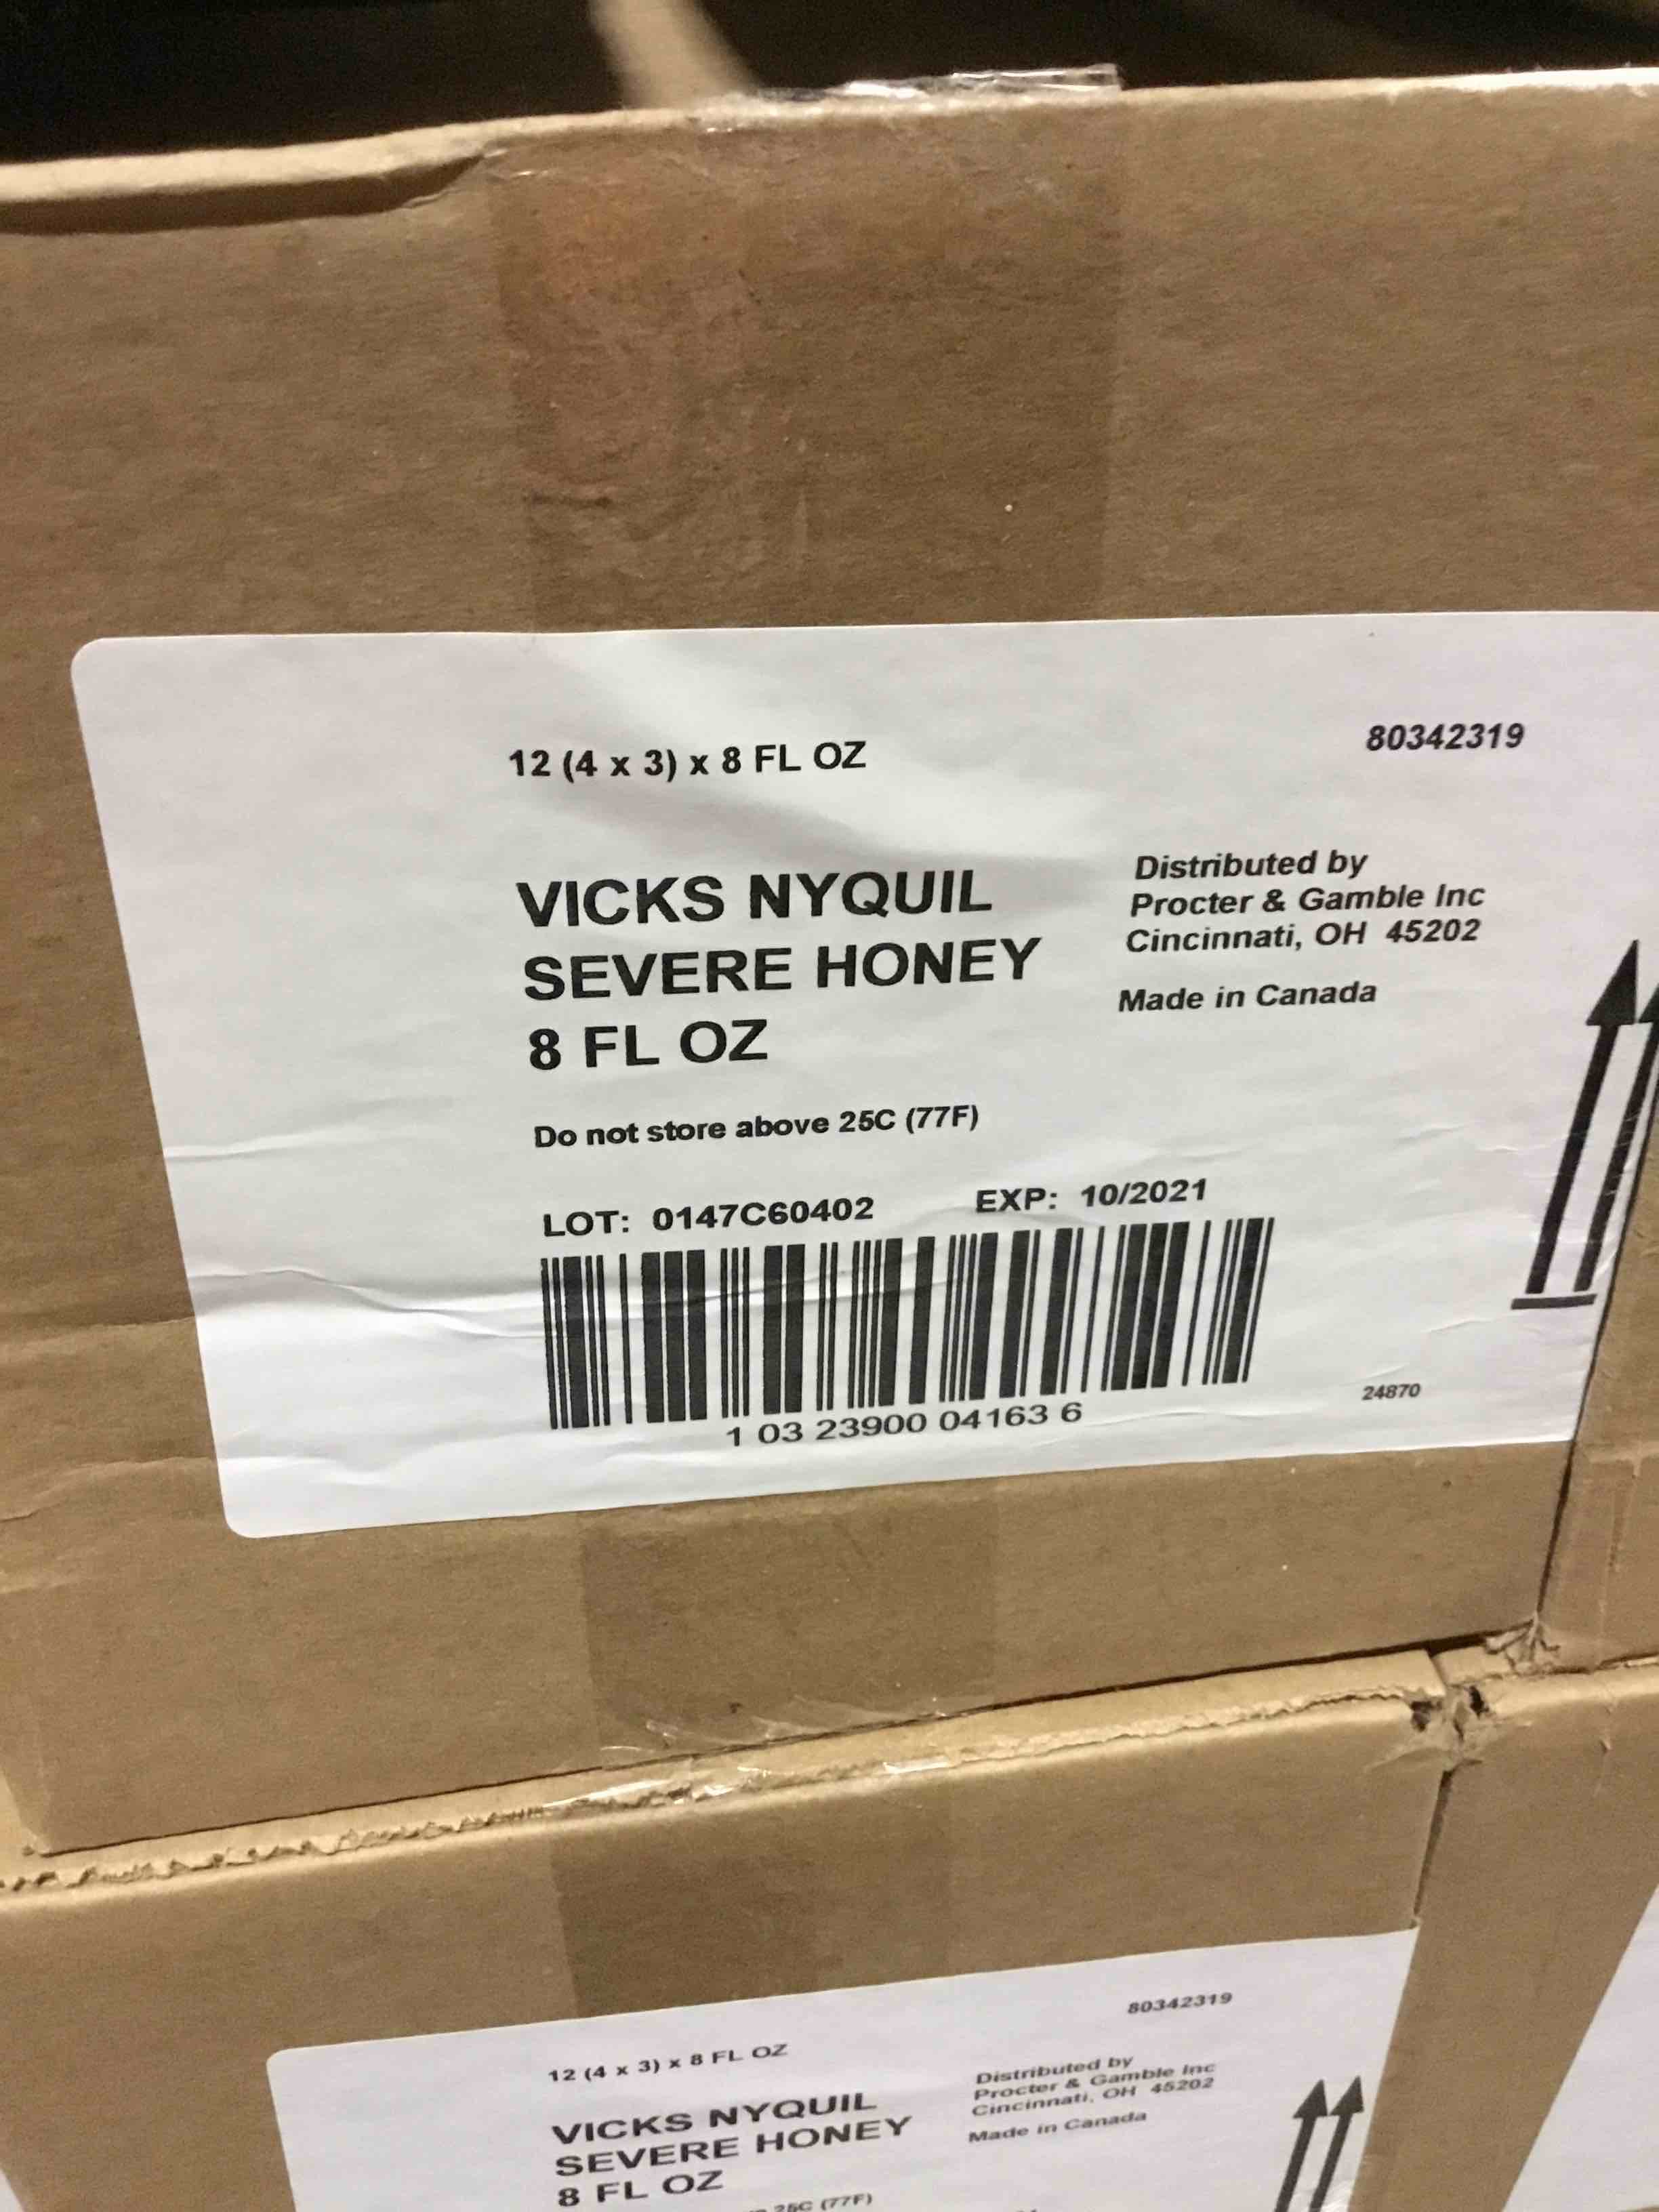 12 (4 x 3) x 8 FL OZ
80342319
VICKS NYQUIL
SEVERE HONEY
8 FL OZ
Distributed by
Procter & Gamble Inc
Cincinnati, OH 45202
Made in Canada
Do not store above 25C (77F)
LOT: 0147C60402 EXP: 10/2021
1 03 23900 04163 6
24870
80342319
12 (4 x 3) x 8 FL OZ
VICKS NYQUIL
SEVERE HONEY
8 FL OZ
Distributed by
Procter & Gamble Inc
Cincinnati, OH 45202
Made in Canada
25C (77F)